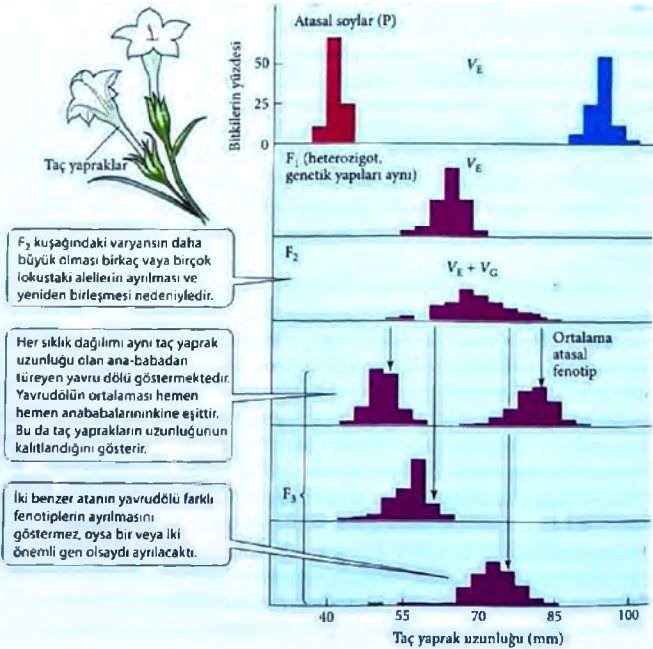 Atasal soylar (P)
Bitkilerin yüzdesi
50
25
0
V_E
Taç yapraklar
F₁ (heterozigot,
genetik yapıları aynı)
V_E
F₂ kuşağındaki varyansın daha
büyük olması birkaç vaya birçok
lokustaki alellerin ayrılması ve
yeniden birleşmesi nedeniyledir.
F₂
V_E + V_G
Her sıklık dağılımı aynı taç yaprak
uzunluğu olan ana-babadan
türeyen yavru dölü göstermektedir.
Yavrudölün ortalaması hemen
hemen anababalarınınkine eşittir.
Bu da taç yaprakların uzunluğunun
kalıtlandığını gösterir.
Ortalama
atasal
fenotip
F₃
İki benzer atanın yavrudölü farklı
fenotiplerin ayrılmasını
göstermez, oysa bir veya iki
önemli gen olsaydı ayrılacaktı.
40 55 70 85 100
Taç yaprak uzunluğu (mm)